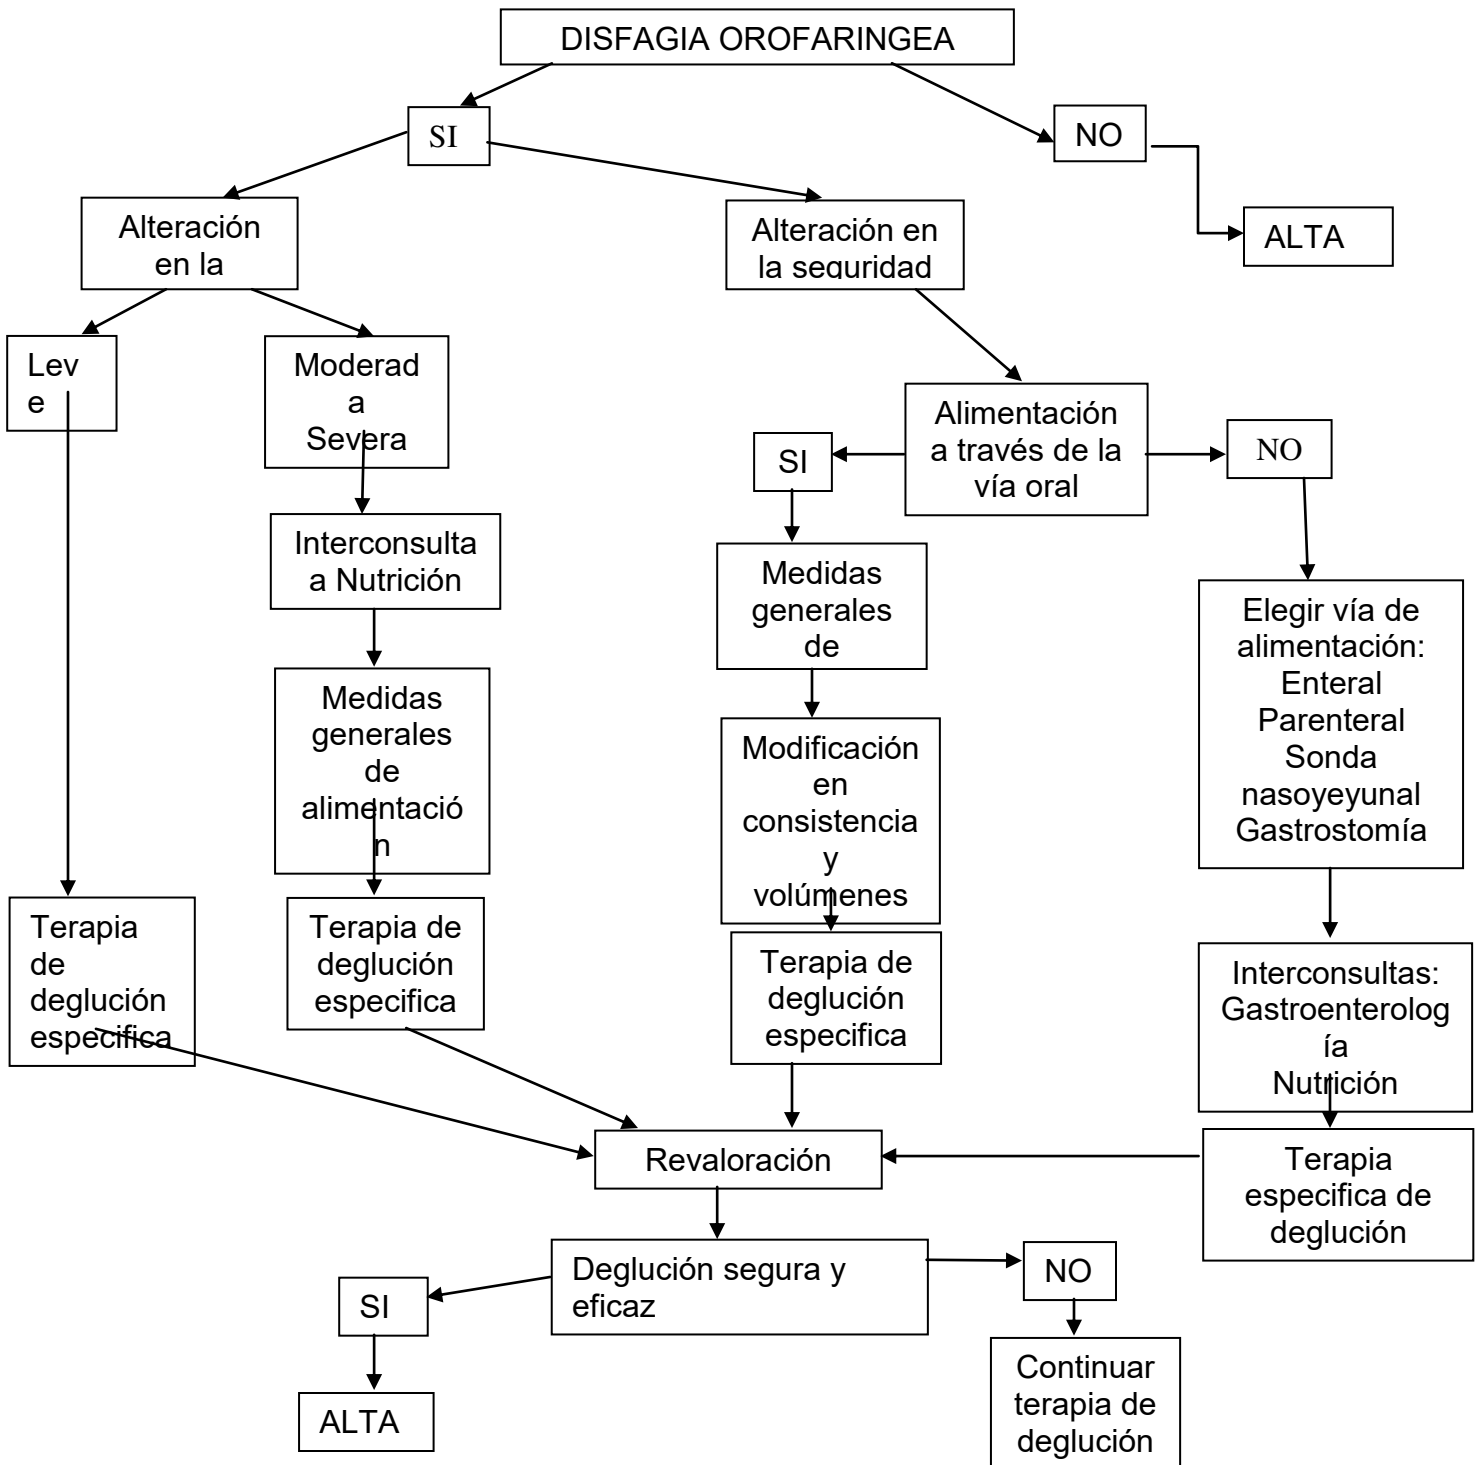 DISFAGIA OROFARINGEA
SI
NO
ALTA
Alteración
en la
Alteración en
la seguridad
Lev
e
Moderad
a
Severa
Alimentación
a través de la
vía oral
SI
NO
Interconsulta
a Nutrición
Medidas
generales
de
Elegir vía de
alimentación:
Enteral
Parenteral
Sonda
nasoyeyunal
Gastrostomía
Medidas
generales
de
alimentació
n
Modificación
en
consistencia
y
volúmenes
Terapia
de
deglución
especifica
Terapia de
deglución
especifica
Terapia de
deglución
especifica
Interconsultas:
Gastroenterolog
ía
Nutrición
Revaloración
Terapia
especifica de
deglución
Deglución segura y
eficaz
SI
NO
ALTA
Continuar
terapia de
deglución